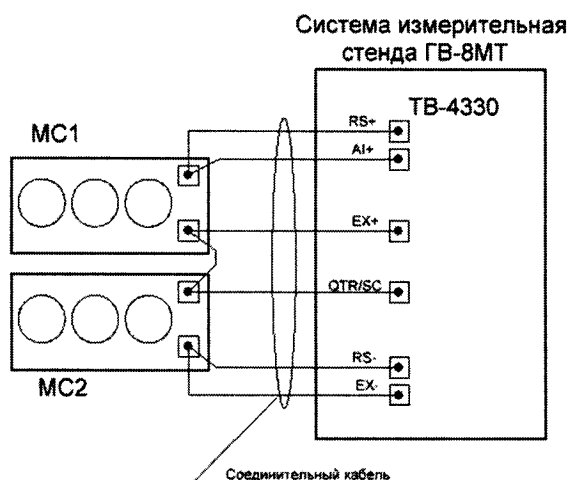 Система измерительная
стенда ГВ-8МТ
ТВ-4330
RS+
AI+
МС1
EX+
QTR/SC
RS-
EX-
МС2
Соединительный кабель